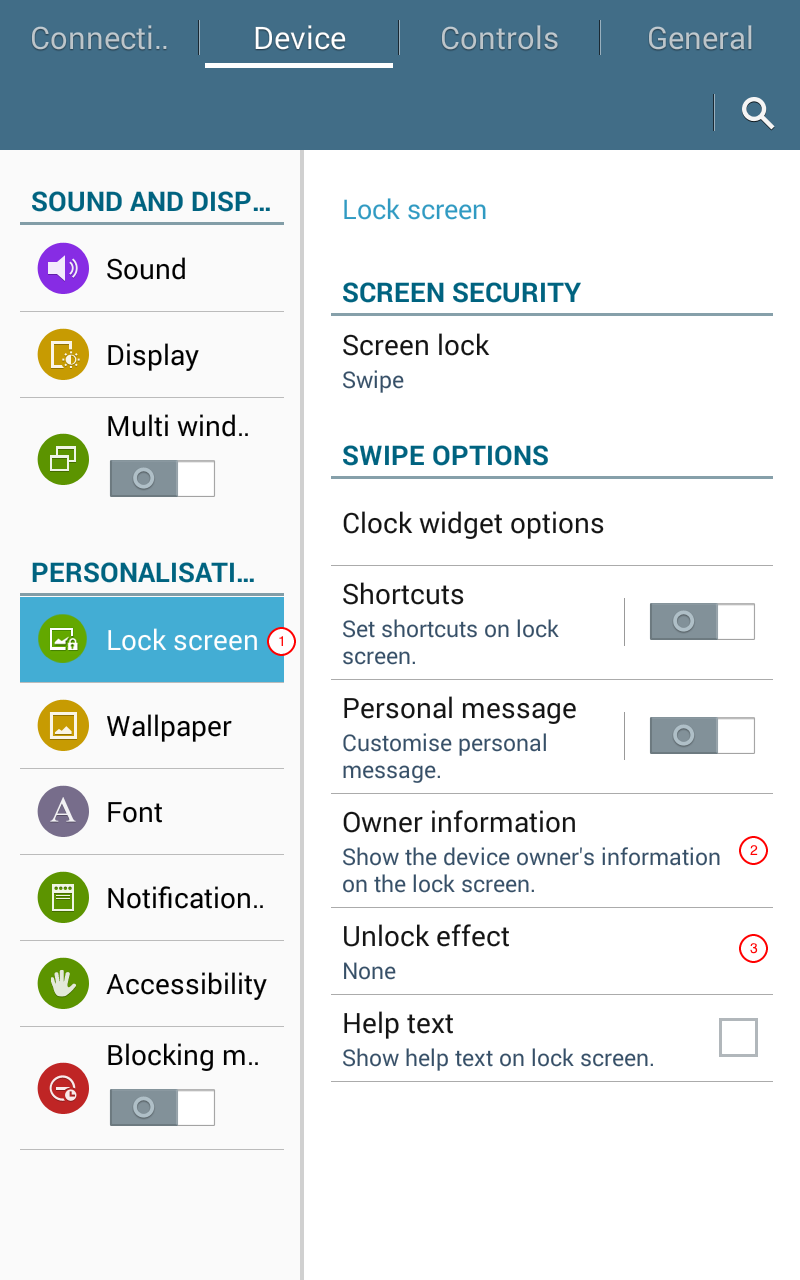 Connecti..
Device
Controls
General
SOUND AND DISP...
Sound
Display
Multi wind..
PERSONALISATI...
Lock screen
1
Wallpaper
Font
Notification..
Accessibility
Blocking m..
Lock screen
SCREEN SECURITY
Screen lock
Swipe
SWIPE OPTIONS
Clock widget options
Shortcuts
Set shortcuts on lock
screen.
Personal message
Customise personal
message.
Owner information
Show the device owner's information
on the lock screen.
2
Unlock effect
None
3
Help text
Show help text on lock screen.